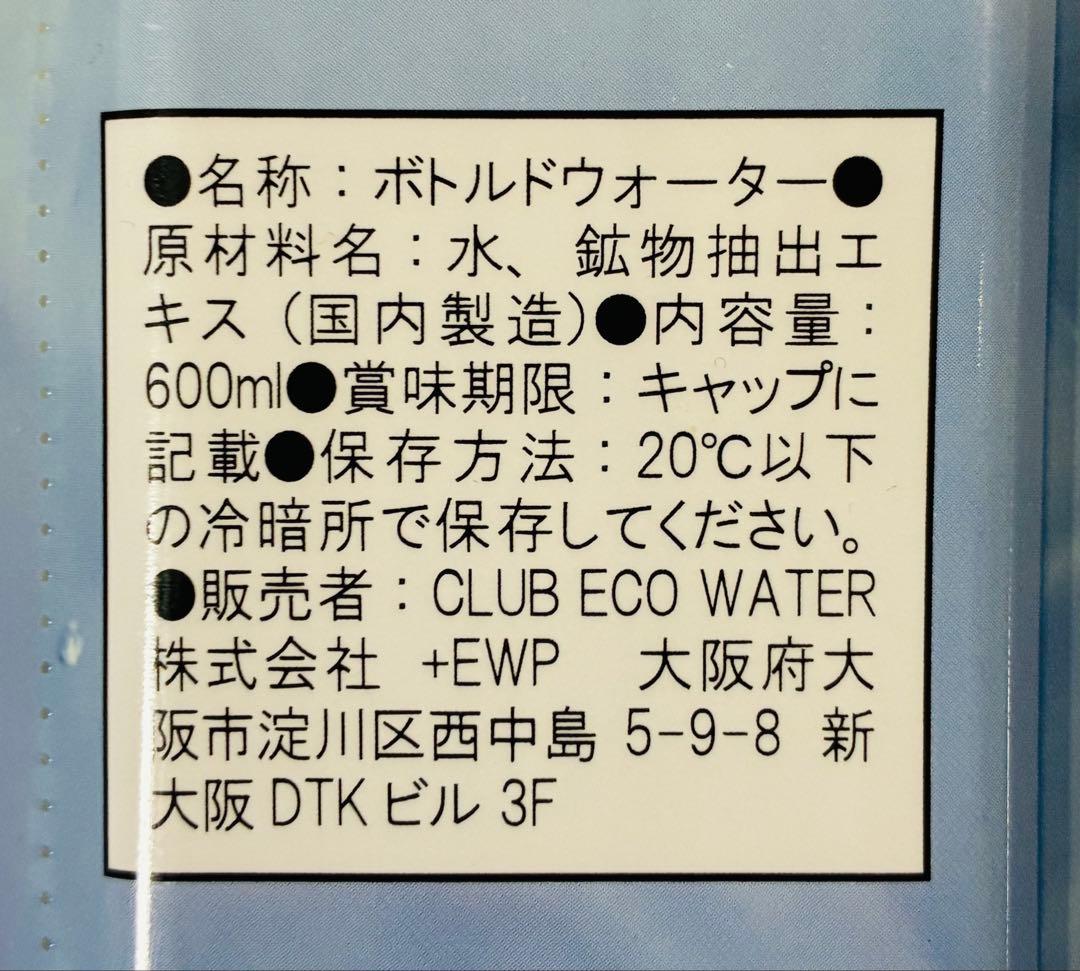 ●名称：ボトルドウォーター●
原材料名：水、鉱物抽出エ
キス（国内製造）●内容量：
600ml●賞味期限：キャップに
記載●保存方法：20℃以下
の冷暗所で保存してください。
●販売者：CLUB ECO WATER
株式会社 +EWP 大阪府大
阪市淀川区西中島 5-9-8 新
大阪 DTK ビル 3F